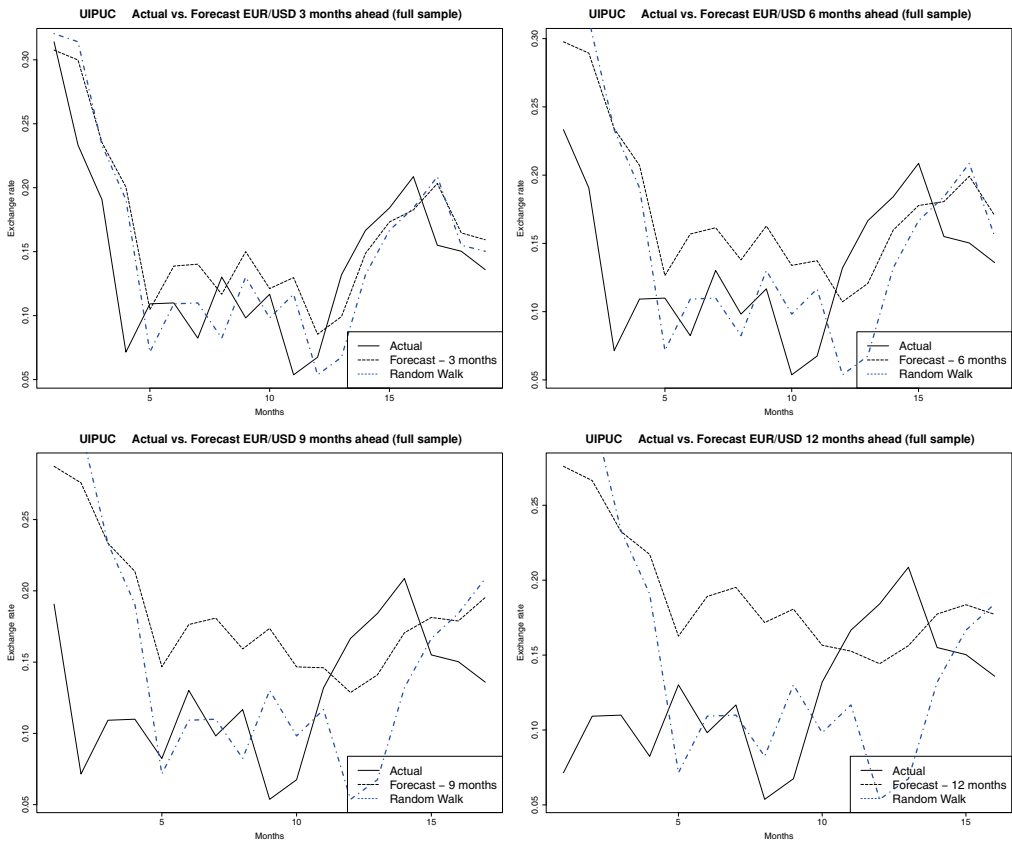 UIPUC Actual vs. Forecast EUR/USD 3 months ahead (full sample)
Exchange rate
0.30
0.25
0.20
0.15
0.10
0.05
5
10
15
Months
Actual
Forecast − 3 months
Random Walk
UIPUC Actual vs. Forecast EUR/USD 6 months ahead (full sample)
Exchange rate
0.30
0.25
0.20
0.15
0.10
0.05
5
10
15
Months
Actual
Forecast − 6 months
Random Walk
UIPUC Actual vs. Forecast EUR/USD 9 months ahead (full sample)
Exchange rate
0.25
0.20
0.15
0.10
0.05
5
10
15
Months
Actual
Forecast − 9 months
Random Walk
UIPUC Actual vs. Forecast EUR/USD 12 months ahead (full sample)
Exchange rate
0.25
0.20
0.15
0.10
0.05
5
10
15
Months
Actual
Forecast − 12 months
Random Walk